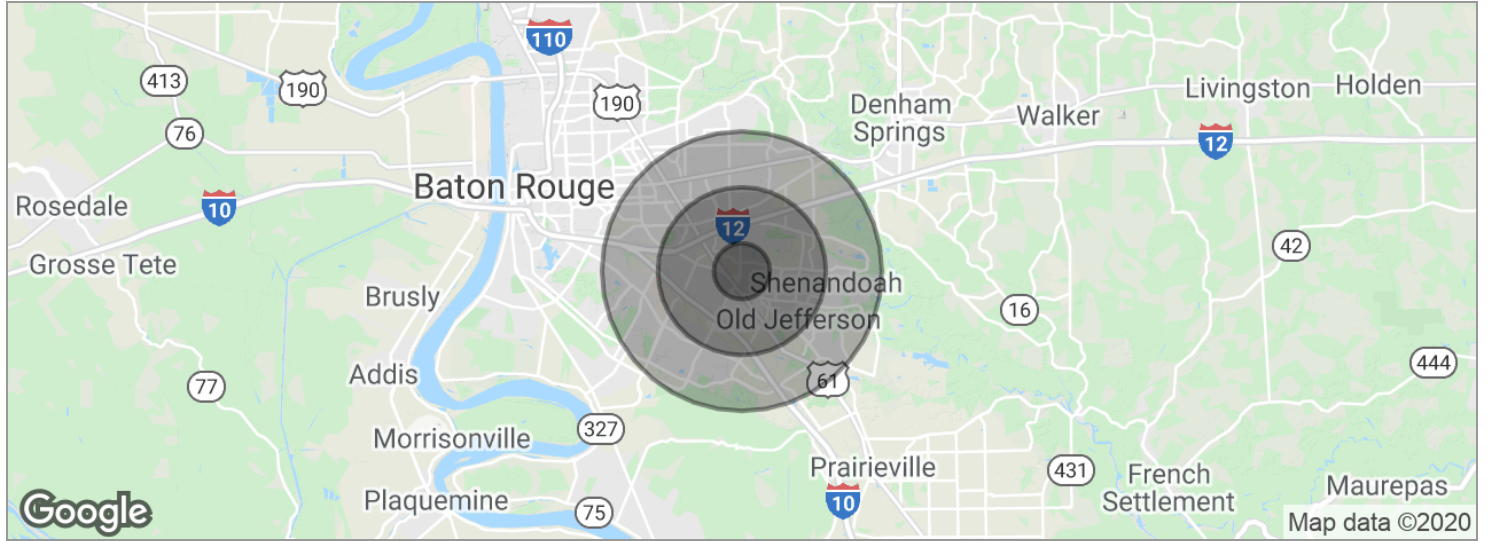 110
413
190
190
Denham
Springs
Livingston
Holden
Walker
76
12
Baton Rouge
Rosedale
10
12
42
Grosse Tete
Shenandoah
Brusly
16
Old Jefferson
444
Addis
77
61
327
Morrisonville
Prairieville
431
French
Settlement
Maurepas
Plaquemine
10
75
Google
Map data ©2020